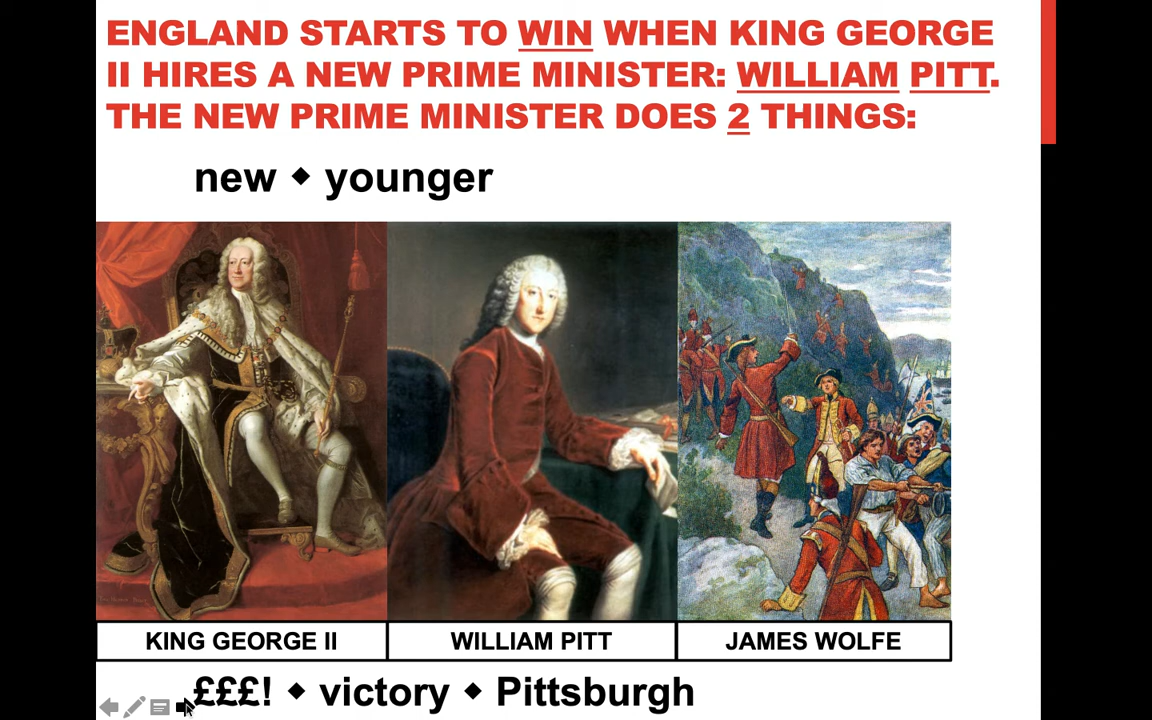 ENGLAND STARTS TO WIN WHEN KING GEORGE
II HIRES A NEW PRIME MINISTER: WILLIAM PITT.
THE NEW PRIME MINISTER DOES 2 THINGS:
new ◆ younger
KING GEORGE II
WILLIAM PITT
JAMES WOLFE
£££! ◆ victory ◆ Pittsburgh